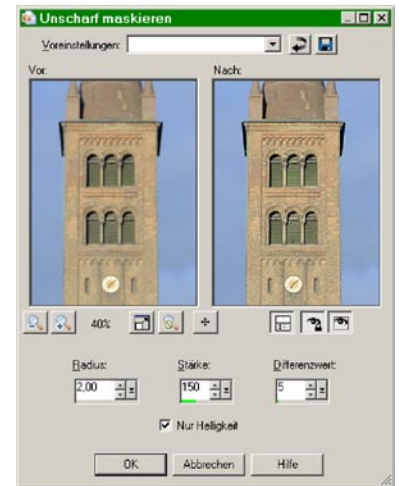 Unscharf maskieren
Voreinstellungen:
Vor: Nach:
40%
Radius: Stärke: Differenzwert:
2,00 150 5
Nur Helligkeit
OK Abbrechen Hilfe